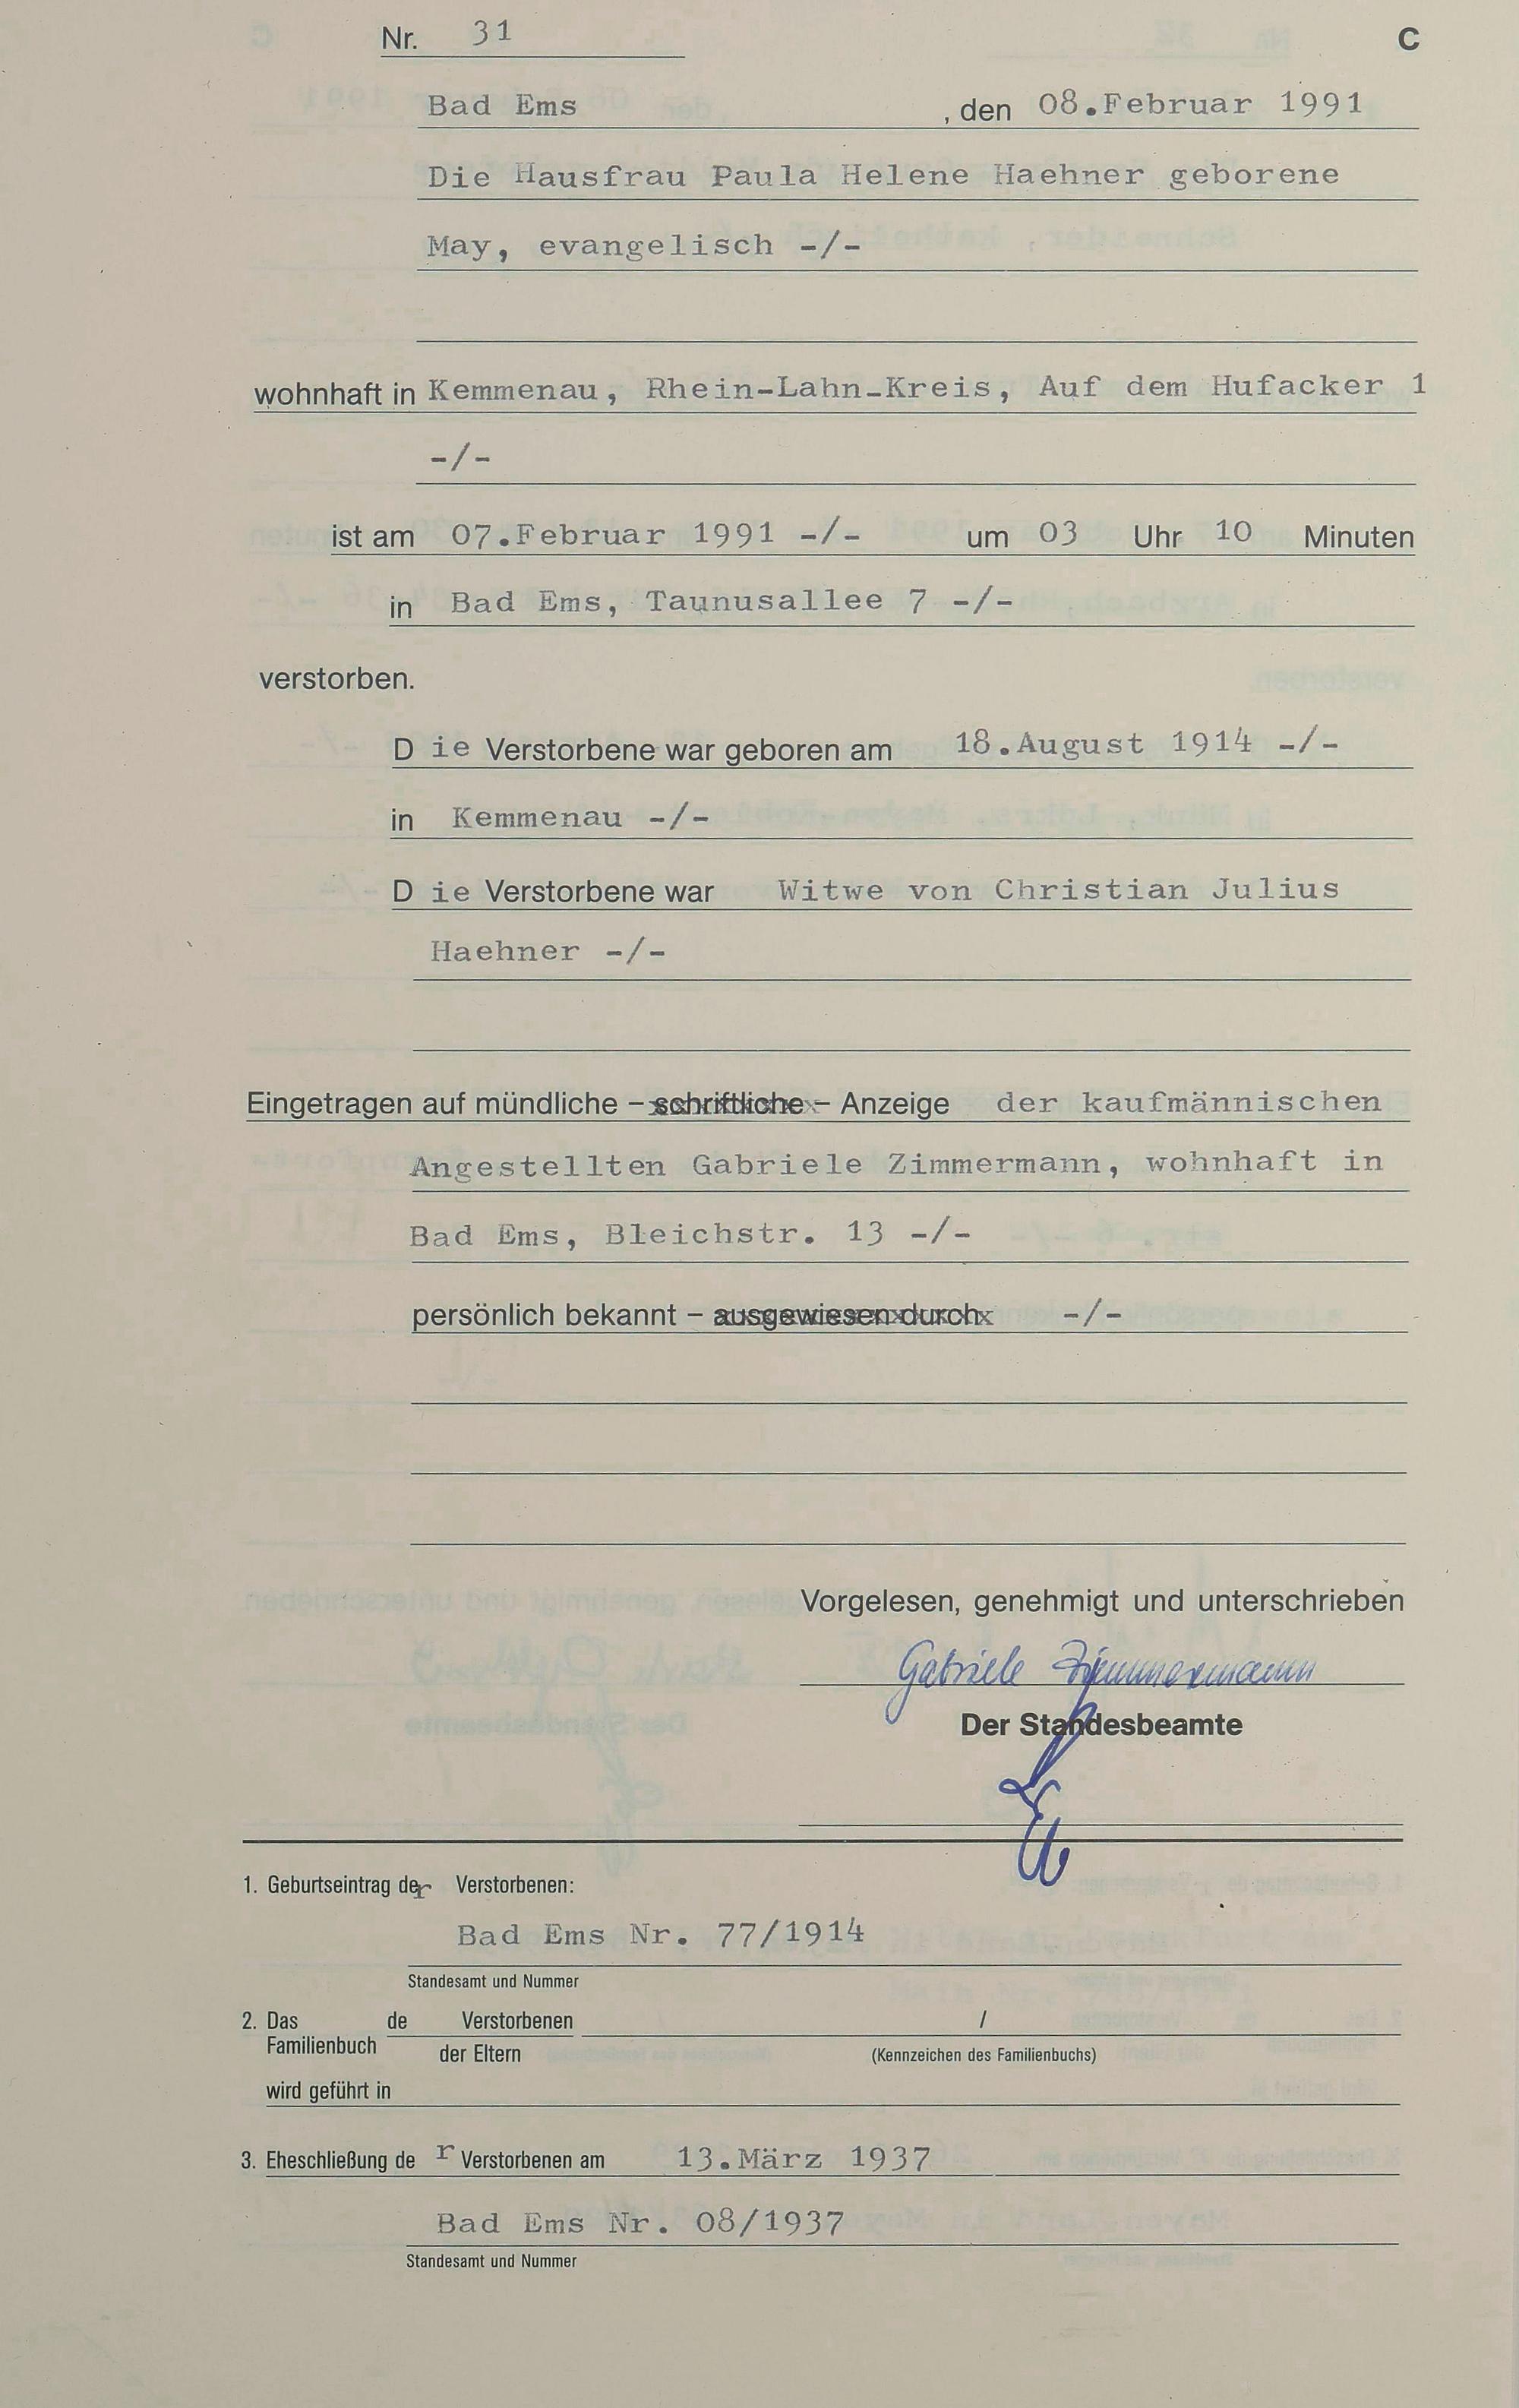 Nr. 31 C
Bad Ems , den 08.Februar 1991
Die Hausfrau Paula Helene Haehner geborene
May, evangelisch -/-
wohnhaft in Kemmenau, Rhein-Lahn-Kreis, Auf dem Hufacker 1
-/-
ist am 07.Februar 1991 -/- um 03 Uhr 10 Minuten
in Bad Ems, Taunusallee 7 -/-
verstorben.
D ie Verstorbene war geboren am 18.August 1914 -/-
in Kemmenau -/-
D ie Verstorbene war Witwe von Christian Julius
Haehner -/-
Eingetragen auf mündliche – schriftliche – Anzeige der kaufmännischen
Angestellten Gabriele Zimmermann, wohnhaft in
Bad Ems, Bleichstr. 13 -/-
persönlich bekannt – ausgewiesen durch -/-
Vorgelesen, genehmigt und unterschrieben
Gabriele Zimmermann
Der Standesbeamte
1. Geburtseintrag der Verstorbenen:
Bad Ems Nr. 77/1914
Standesamt und Nummer
2. Das de Verstorbenen /
Familienbuch der Eltern (Kennzeichen des Familienbuchs)
wird geführt in
3. Eheschließung de r Verstorbenen am 13.März 1937
Bad Ems Nr. 08/1937
Standesamt und Nummer